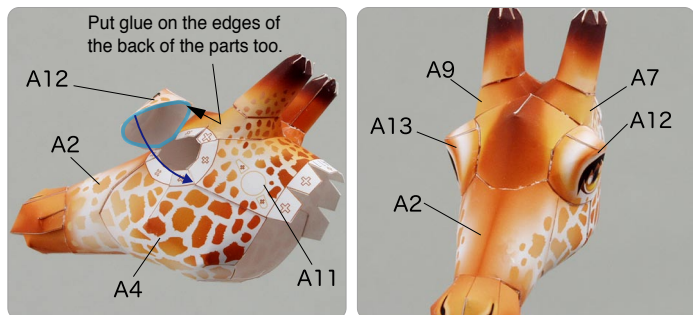 Put glue on the edges of
the back of the parts too.
A12
A2
A4
A11
A9
A7
A13
A12
A2